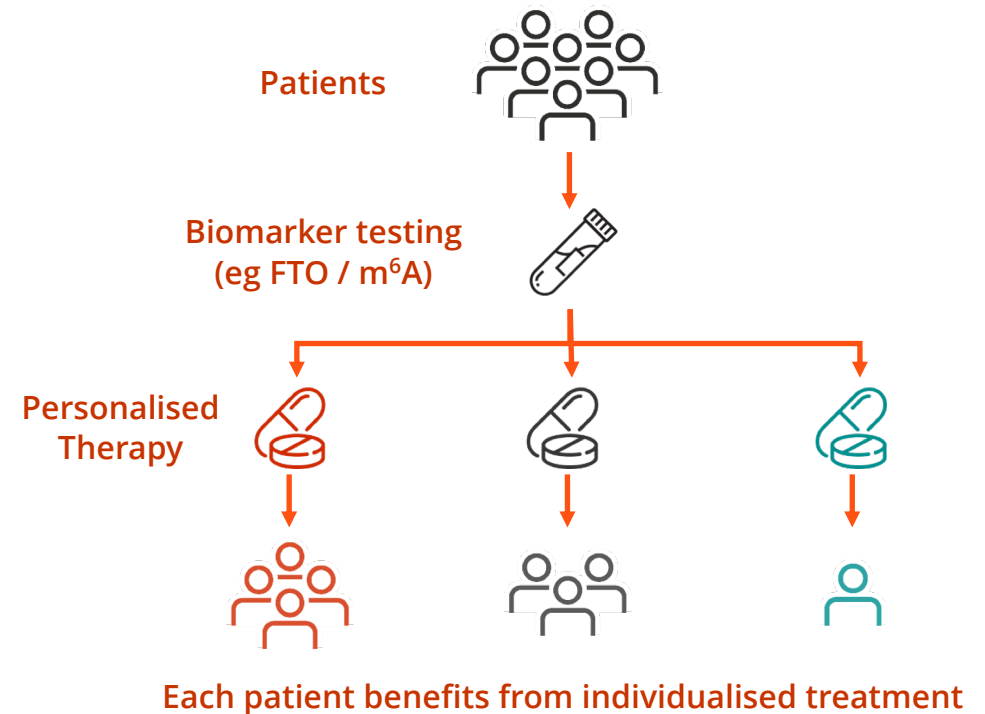 Patients
Biomarker testing
(eg FTO / m⁶A)
Personalised
Therapy
Each patient benefits from individualised treatment